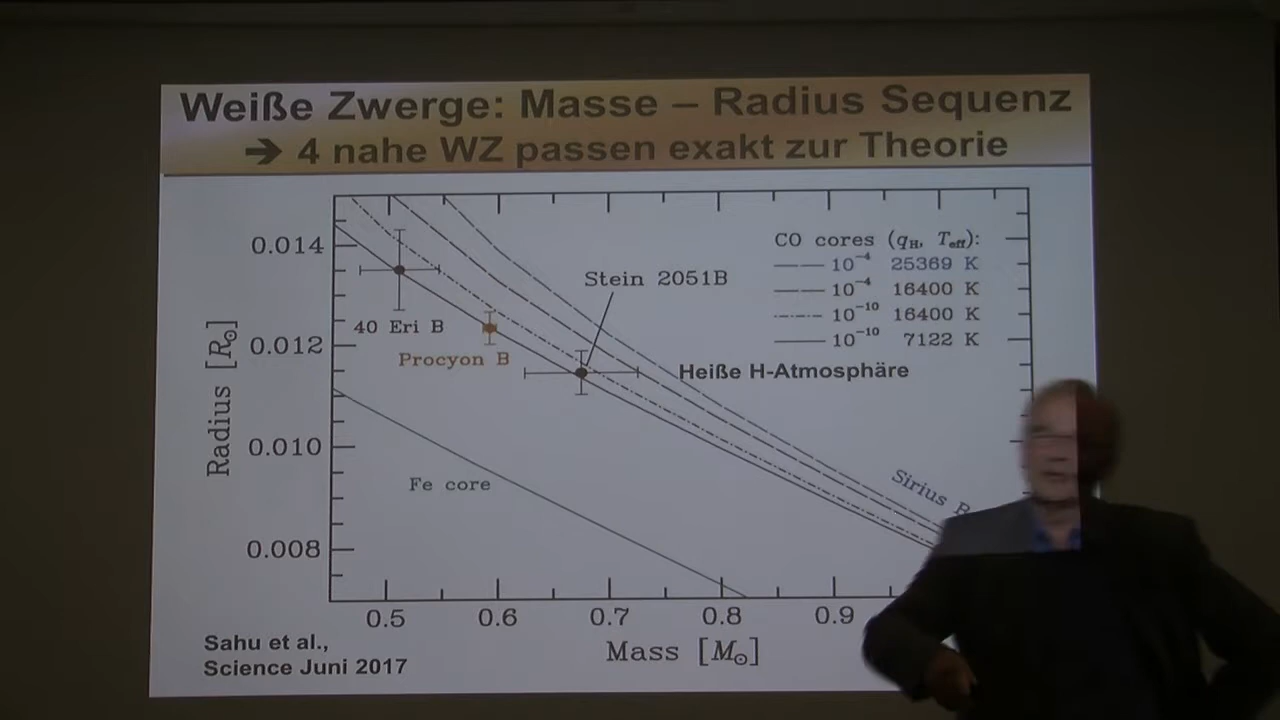 Weiße Zwerge: Masse – Radius Sequenz
➔ 4 nahe WZ passen exakt zur Theorie
CO cores (q_H, T_eff):
10⁻⁴ 25369 K
10⁻⁴ 16400 K
10⁻¹⁰ 16400 K
10⁻¹⁰ 7122 K
Stein 2051B
40 Eri B
Procyon B
Heiße H-Atmosphäre
Fe core
Sirius B
Radius [R☉]
0.014
0.012
0.010
0.008
0.5 0.6 0.7 0.8 0.9
Mass [M☉]
Sahu et al.,
Science Juni 2017